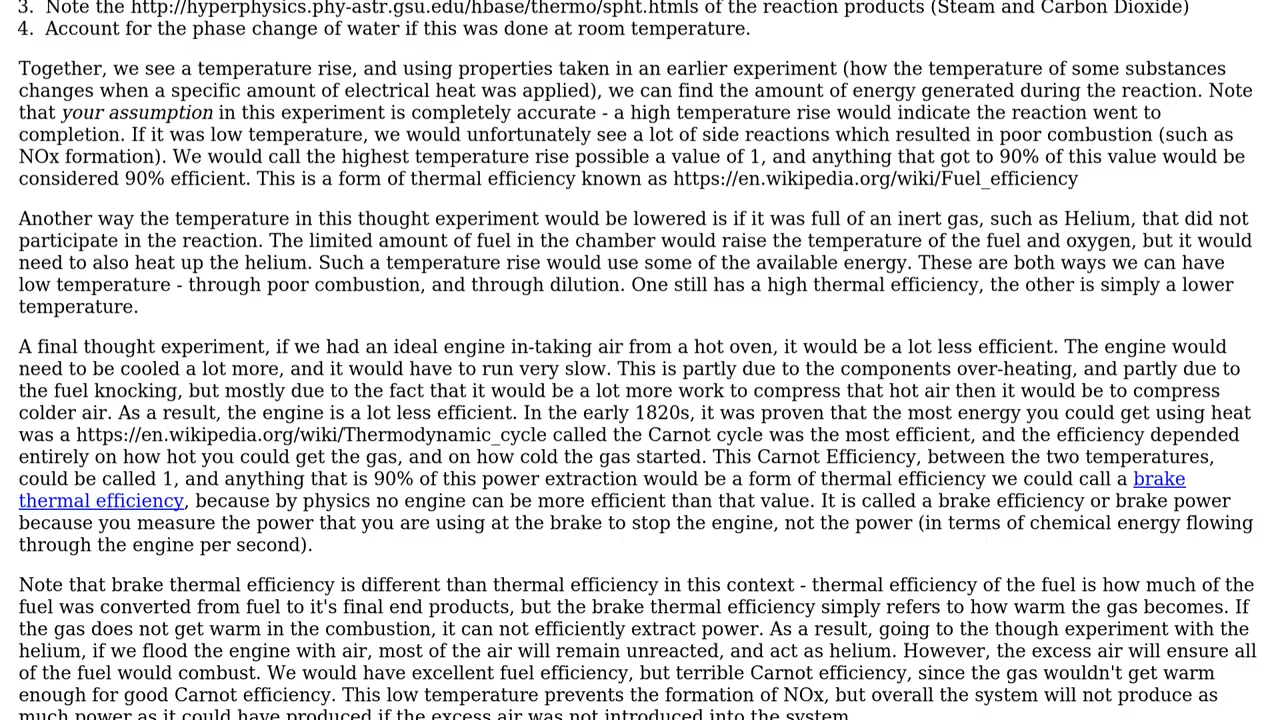 3. Note the http://hyperphysics.phy-astr.gsu.edu/hbase/thermo/spht.htmls of the reaction products (Steam and Carbon Dioxide)
4. Account for the phase change of water if this was done at room temperature.
Together, we see a temperature rise, and using properties taken in an earlier experiment (how the temperature of some substances
changes when a specific amount of electrical heat was applied), we can find the amount of energy generated during the reaction. Note
that your assumption in this experiment is completely accurate - a high temperature rise would indicate the reaction went to
completion. If it was low temperature, we would unfortunately see a lot of side reactions which resulted in poor combustion (such as
NOx formation). We would call the highest temperature rise possible a value of 1, and anything that got to 90% of this value would be
considered 90% efficient. This is a form of thermal efficiency known as https://en.wikipedia.org/wiki/Fuel_efficiency
Another way the temperature in this thought experiment would be lowered is if it was full of an inert gas, such as Helium, that did not
participate in the reaction. The limited amount of fuel in the chamber would raise the temperature of the fuel and oxygen, but it would
need to also heat up the helium. Such a temperature rise would use some of the available energy. These are both ways we can have
low temperature - through poor combustion, and through dilution. One still has a high thermal efficiency, the other is simply a lower
temperature.
A final thought experiment, if we had an ideal engine in-taking air from a hot oven, it would be a lot less efficient. The engine would
need to be cooled a lot more, and it would have to run very slow. This is partly due to the components over-heating, and partly due to
the fuel knocking, but mostly due to the fact that it would be a lot more work to compress that hot air then it would be to compress
colder air. As a result, the engine is a lot less efficient. In the early 1820s, it was proven that the most energy you could get using heat
was a https://en.wikipedia.org/wiki/Thermodynamic_cycle called the Carnot cycle was the most efficient, and the efficiency depended
entirely on how hot you could get the gas, and on how cold the gas started. This Carnot Efficiency, between the two temperatures,
could be called 1, and anything that is 90% of this power extraction would be a form of thermal efficiency we could call a brake
thermal efficiency, because by physics no engine can be more efficient than that value. It is called a brake efficiency or brake power
because you measure the power that you are using at the brake to stop the engine, not the power (in terms of chemical energy flowing
through the engine per second).
Note that brake thermal efficiency is different than thermal efficiency in this context - thermal efficiency of the fuel is how much of the
fuel was converted from fuel to it's final end products, but the brake thermal efficiency simply refers to how warm the gas becomes. If
the gas does not get warm in the combustion, it can not efficiently extract power. As a result, going to the though experiment with the
helium, if we flood the engine with air, most of the air will remain unreacted, and act as helium. However, the excess air will ensure all
of the fuel would combust. We would have excellent fuel efficiency, but terrible Carnot efficiency, since the gas wouldn't get warm
enough for good Carnot efficiency. This low temperature prevents the formation of NOx, but overall the system will not produce as
much power as it could have produced if the excess air was not introduced into the system.